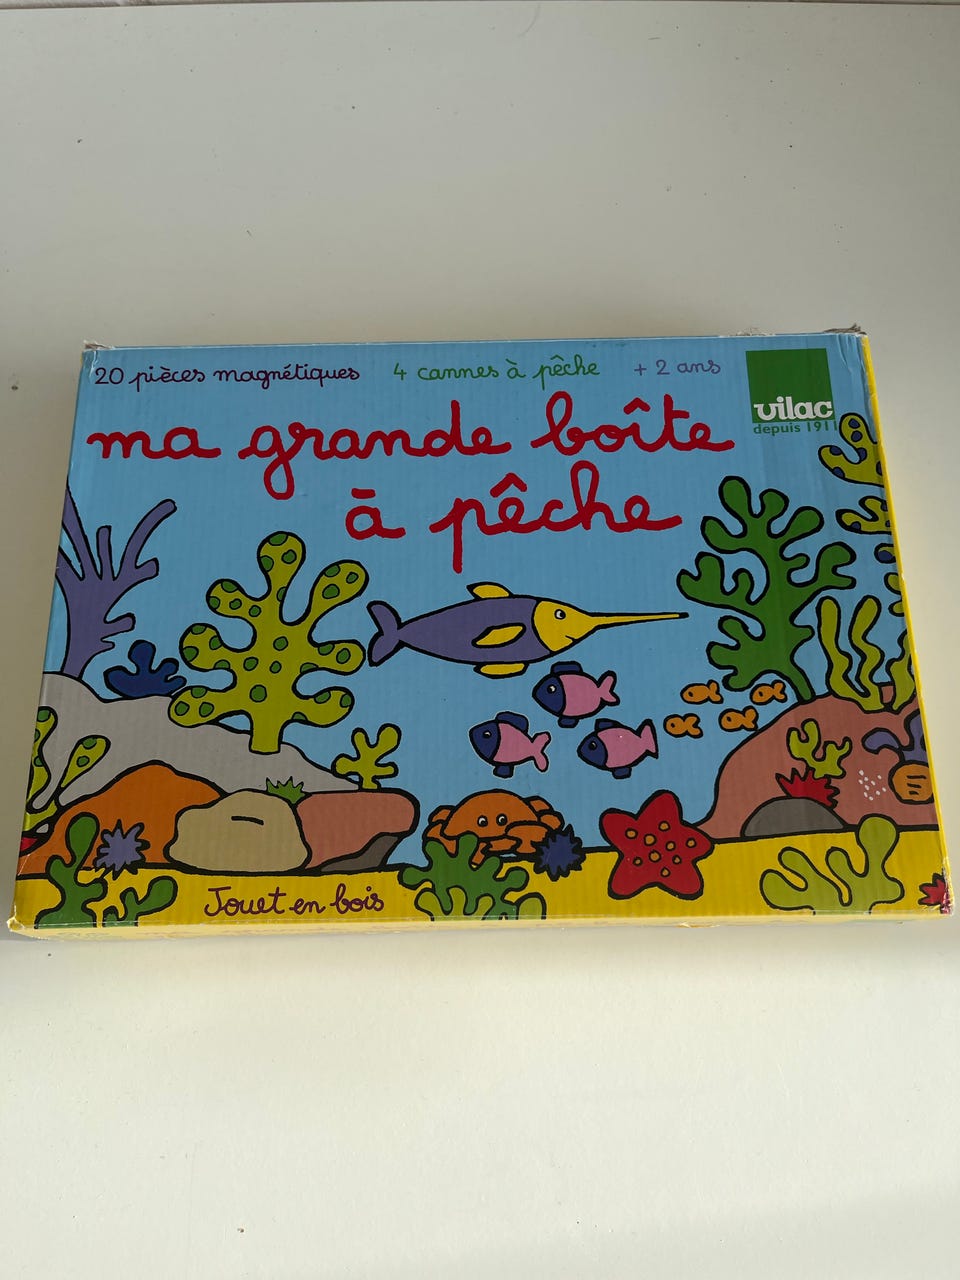 20 pièces magnétiques 4 cannes à pêche + 2 ans
vilac
depuis 1911
ma grande boîte
à pêche
Jouet en bois